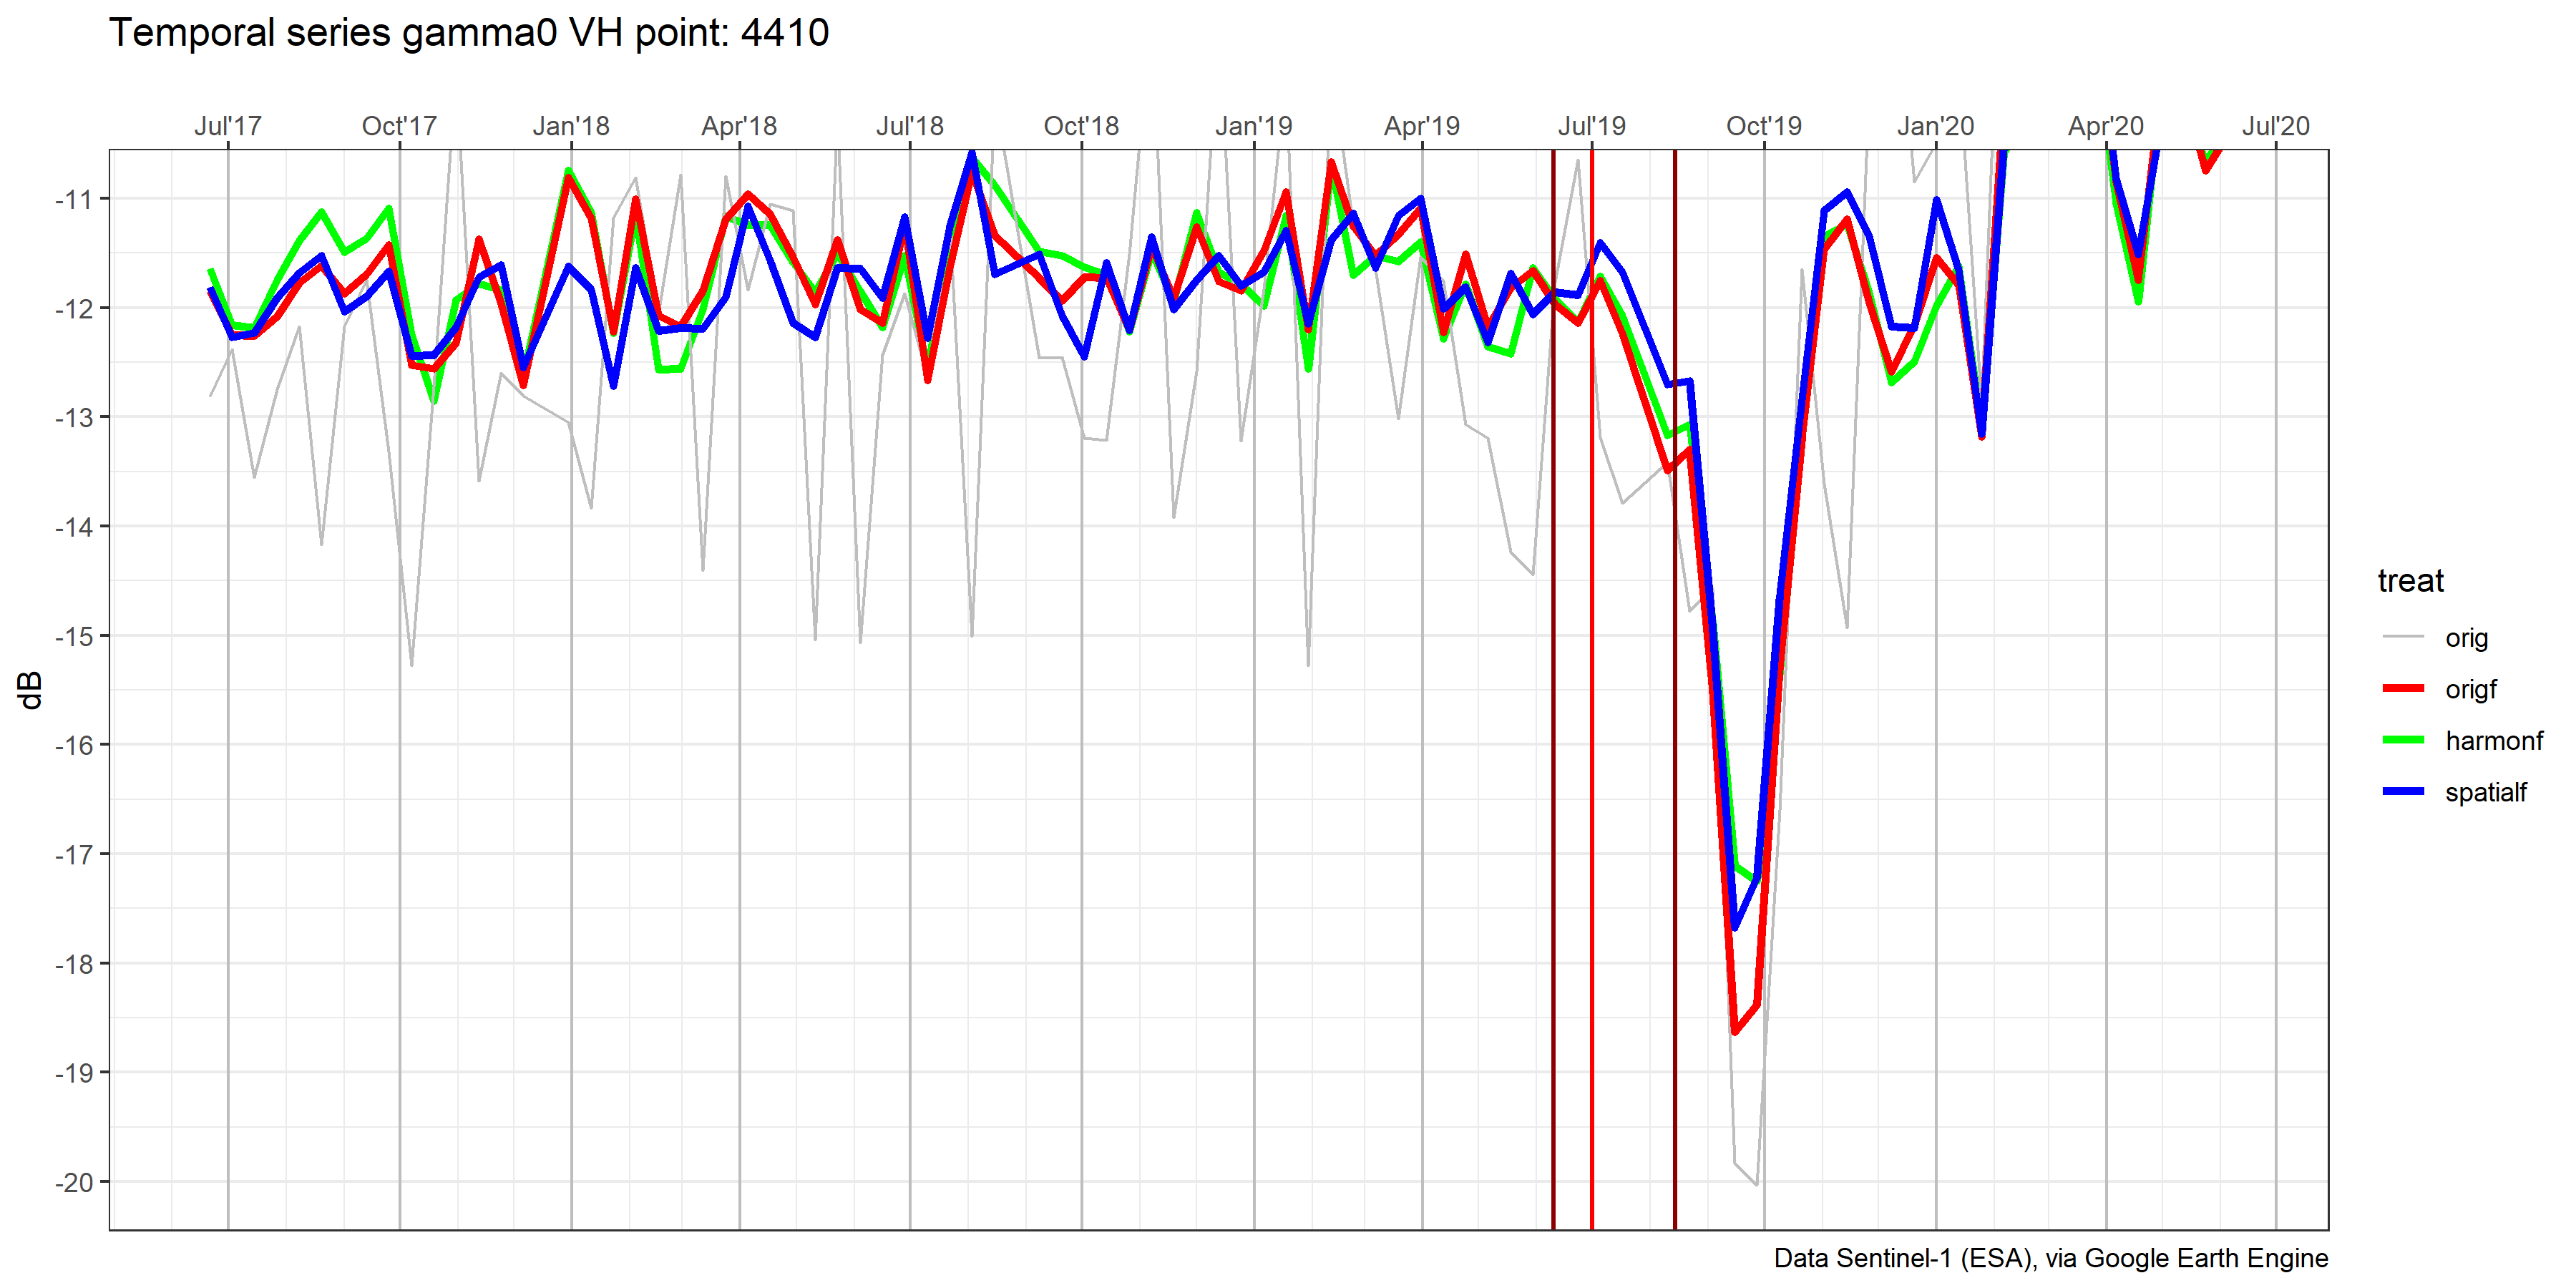 Temporal series gamma0 VH point: 4410
Jul'17 Oct'17 Jan'18 Apr'18 Jul'18 Oct'18 Jan'19 Apr'19 Jul'19 Oct'19 Jan'20 Apr'20 Jul'20
-11
-12
-13
-14
-15
-16
-17
-18
-19
-20
dB
treat
orig
origf
harmonf
spatialf
Data Sentinel-1 (ESA), via Google Earth Engine